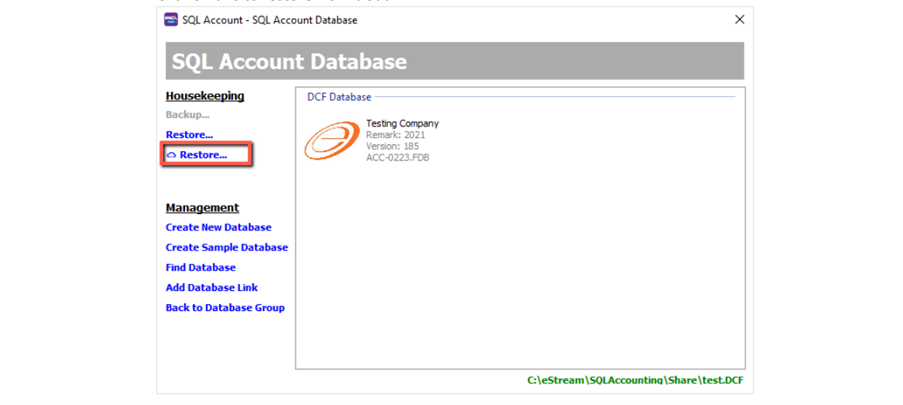 SQL Account - SQL Account Database
SQL Account Database
Housekeeping
Backup...
Restore...
Restore...
Management
Create New Database
Create Sample Database
Find Database
Add Database Link
Back to Database Group
DCF Database
Testing Company
Remark: 2021
Version: 185
ACC-0223.FDB
C:\eStream\SQLAccounting\Share\test.DCF